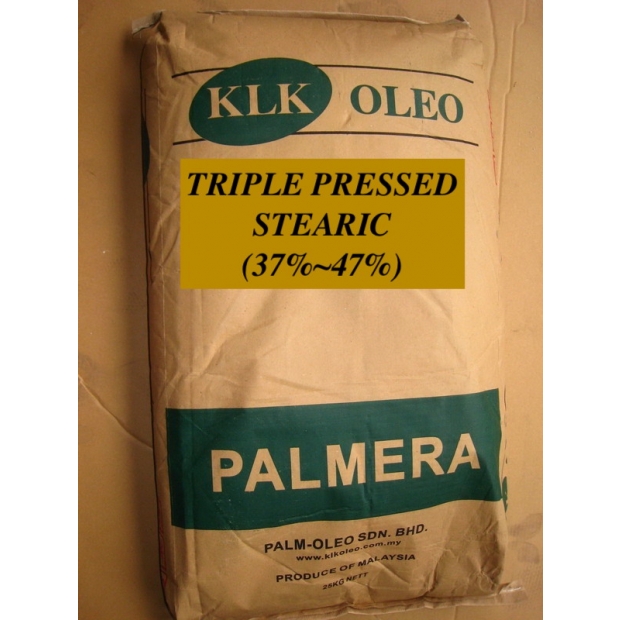 KLK OLEO
TRIPLE PRESSED
STEARIC
(37%~47%)
PALMERA
PALM-OLEO SDN. BHD.
www.klkoleo.com.my
PRODUCE OF MALAYSIA
25KG NETT